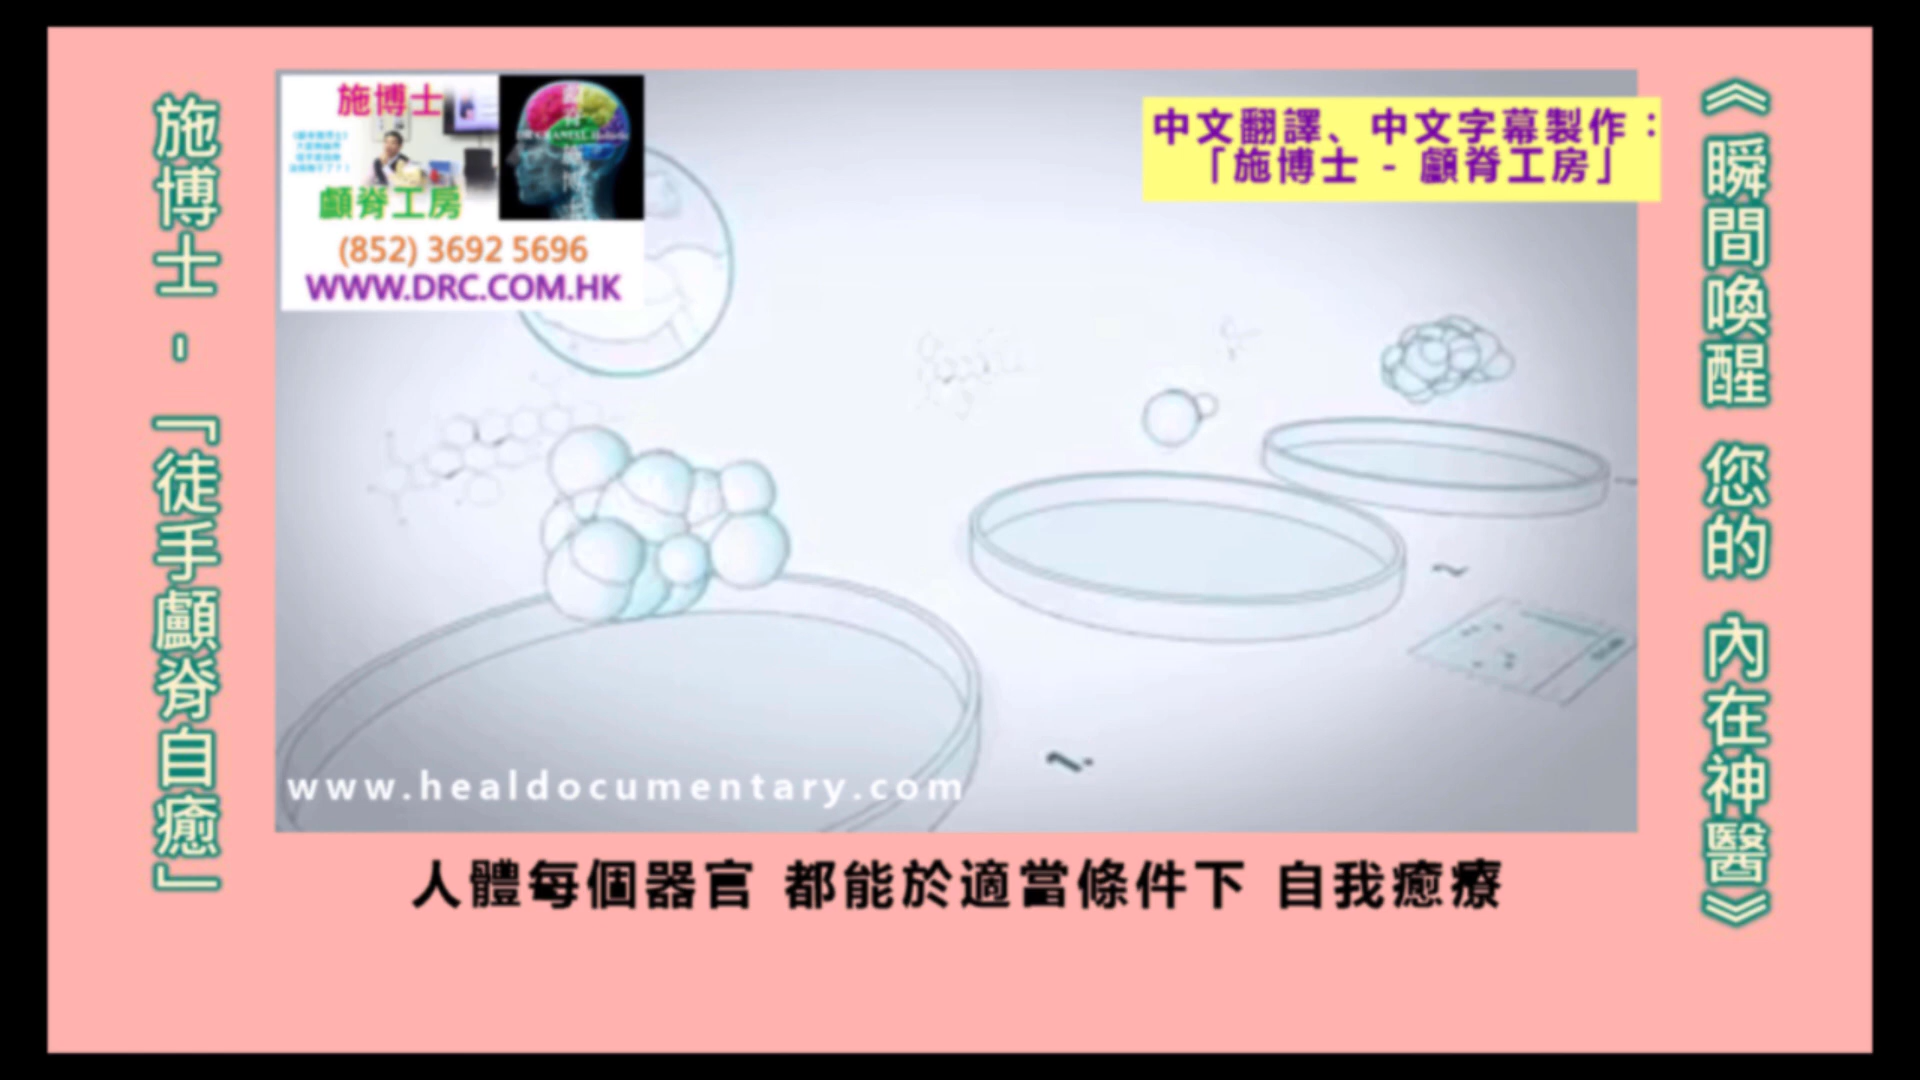 施博士 - 『徒手顱脊自癒』
施博士
顱脊工房
(852) 3692 5696
WWW.DRC.COM.HK
中文翻譯、中文字幕製作：
「施博士 - 顱脊工房」
《 瞬間喚醒 您的 內在神醫》
www.healdocumentary.com
人體每個器官 都能於適當條件下 自我癒療